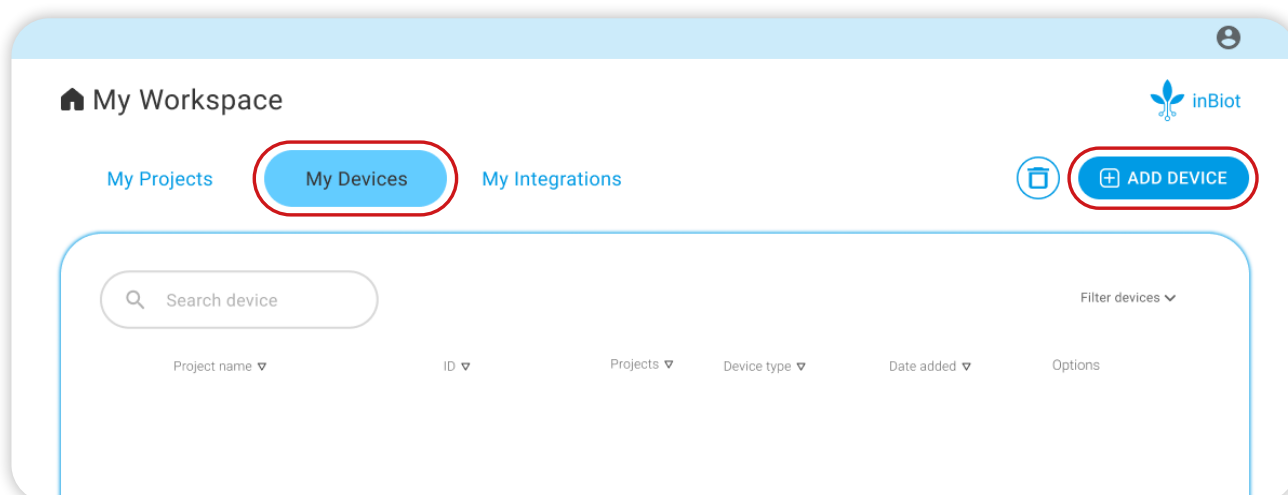 My Workspace
inBiot
My Projects
My Devices
My Integrations
ADD DEVICE
Search device
Filter devices
Project name
ID
Projects
Device type
Date added
Options